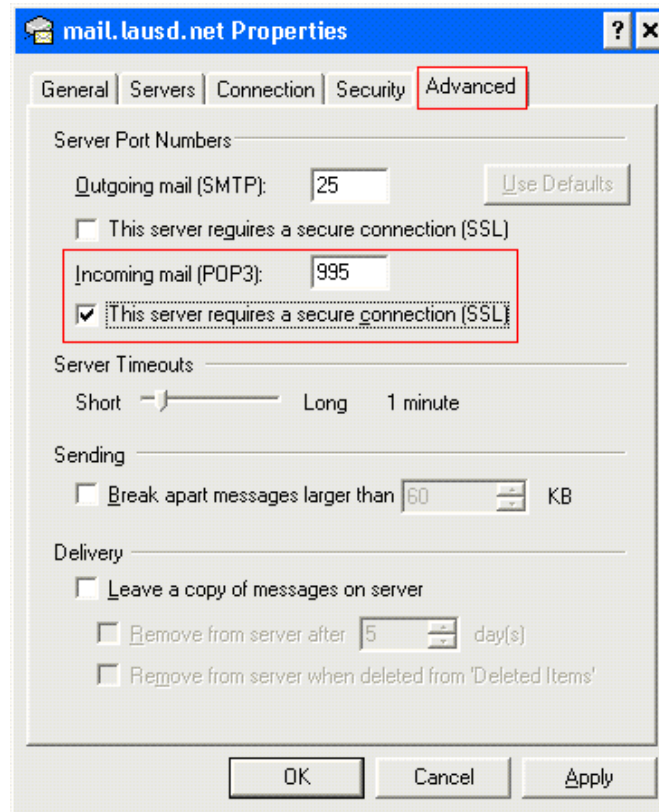 mail.lausd.net Properties
General Servers Connection Security Advanced
Server Port Numbers
Outgoing mail (SMTP): 25 Use Defaults
This server requires a secure connection (SSL)
Incoming mail (POP3): 995
This server requires a secure connection (SSL)
Server Timeouts
Short Long 1 minute
Sending
Break apart messages larger than 60 KB
Delivery
Leave a copy of messages on server
Remove from server after 5 day(s)
Remove from server when deleted from 'Deleted Items'
OK Cancel Apply